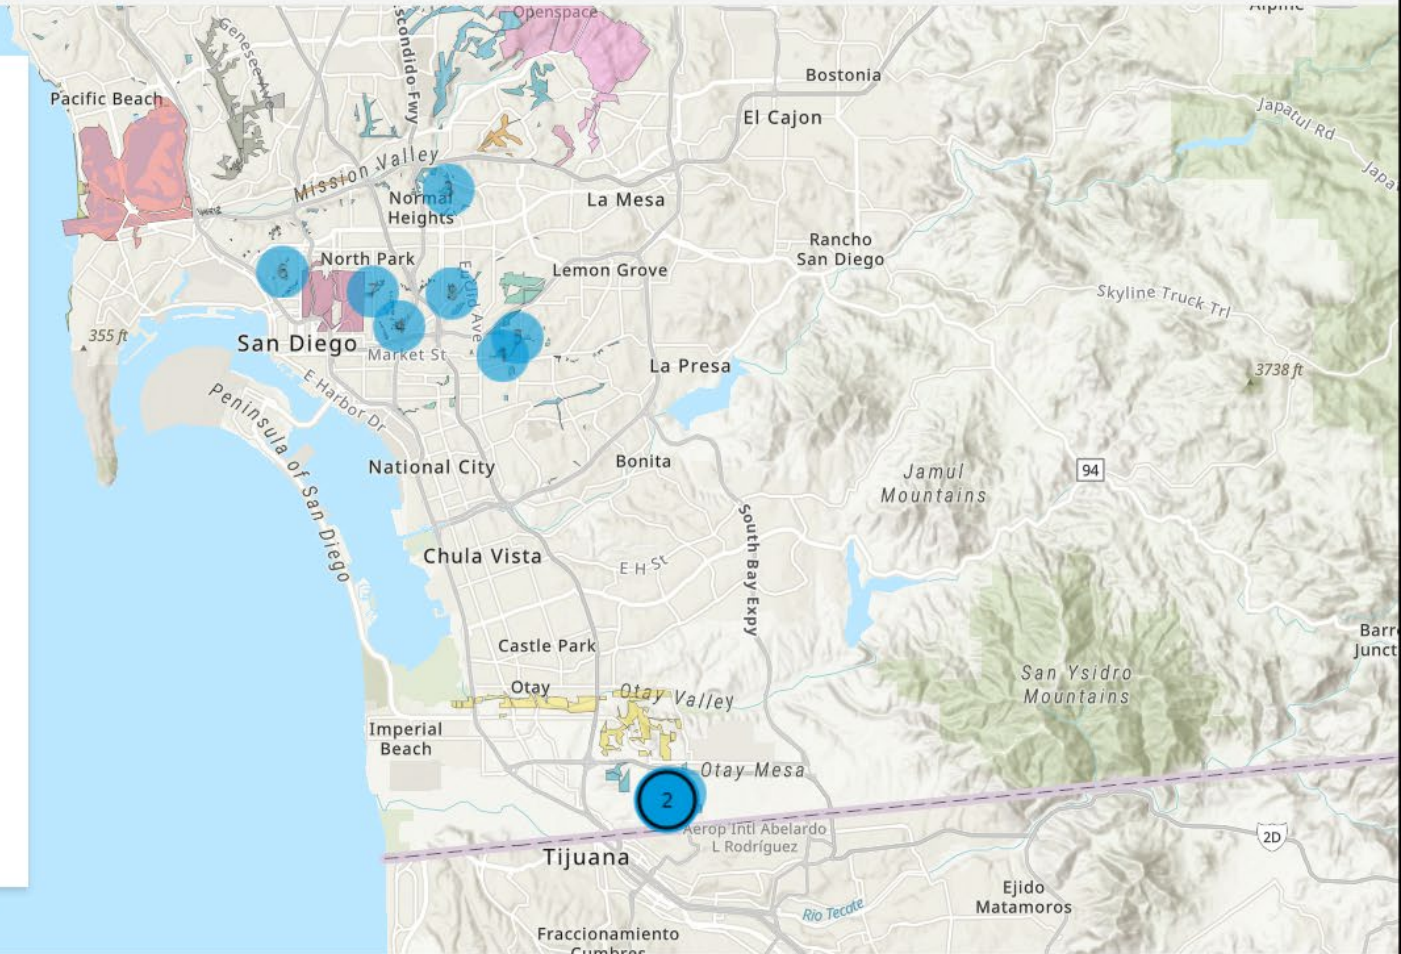 Openspace
Alpine
Genesee Ave
scondido Fwy
Bostonia
Pacific Beach
El Cajon
Japatul Rd
Mission Valley
Japa
Normal
Heights
La Mesa
Rancho
San Diego
North Park
Lemon Grove
Euclid Ave
Skyline Truck Trl
355 ft
San Diego
Market St
La Presa
3738 ft
E Harbor Dr
Peninsula of San Diego
National City
Bonita
Jamul
Mountains
94
South Bay Expy
Chula Vista
E H St
Castle Park
Barr
Junct
San Ysidro
Mountains
Otay
Otay Valley
Imperial
Beach
Otay Mesa
2
Aerop Intl Abelardo
L Rodríguez
2D
Tijuana
Ejido
Matamoros
Rio Tecate
Fraccionamiento
Cumbres